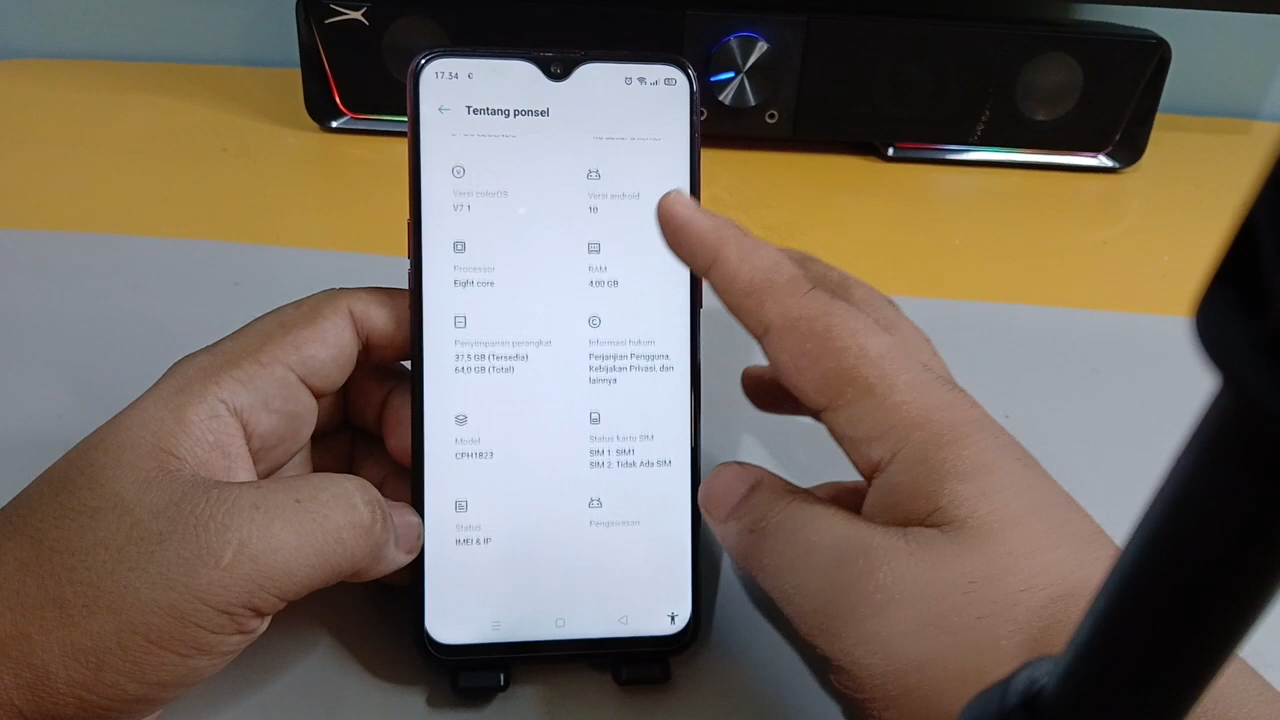 17.34
Tentang ponsel
Versi colorOS
V7.1
Versi android
10
Processor
Eight core
RAM
4,00 GB
Penyimpanan perangkat
37,5 GB (Tersedia)
64,0 GB (Total)
Informasi hukum
Perjanjian Pengguna,
Kebijakan Privasi, dan
lainnya
Model
CPH1823
Status kartu SIM
SIM 1: SIM1
SIM 2: Tidak Ada SIM
Status
IMEI & IP
Pengawasan